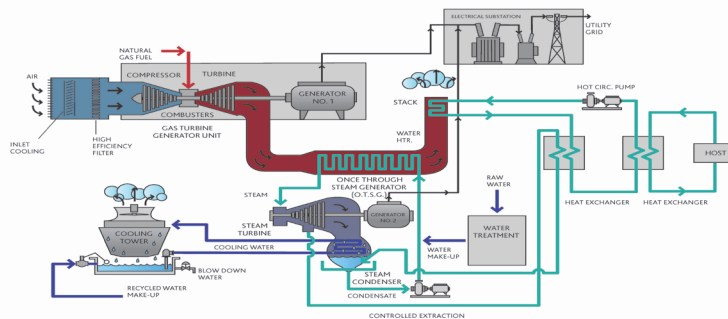 ELECTRICAL SUBSTATION
UTILITY
GRID
NATURAL
GAS FUEL
AIR
COMPRESSOR
TURBINE
GENERATOR
NO. 1
COMBUSTERS
GAS TURBINE
GENERATOR UNIT
INLET
COOLING
HIGH
EFFICIENCY
FILTER
STACK
HOT CIRC. PUMP
WATER
HTR.
HOST
HEAT EXCHANGER
HEAT EXCHANGER
ONCE THROUGH
STEAM GENERATOR
(O.T.S.G.)
STEAM
RAW
WATER
STEAM
TURBINE
GENERATOR
NO.2
WATER
TREATMENT
COOLING
TOWER
COOLING WATER
WATER
MAKE-UP
BLOW DOWN
WATER
STEAM
CONDENSER
RECYCLED WATER
MAKE-UP
CONDENSATE
CONTROLLED EXTRACTION